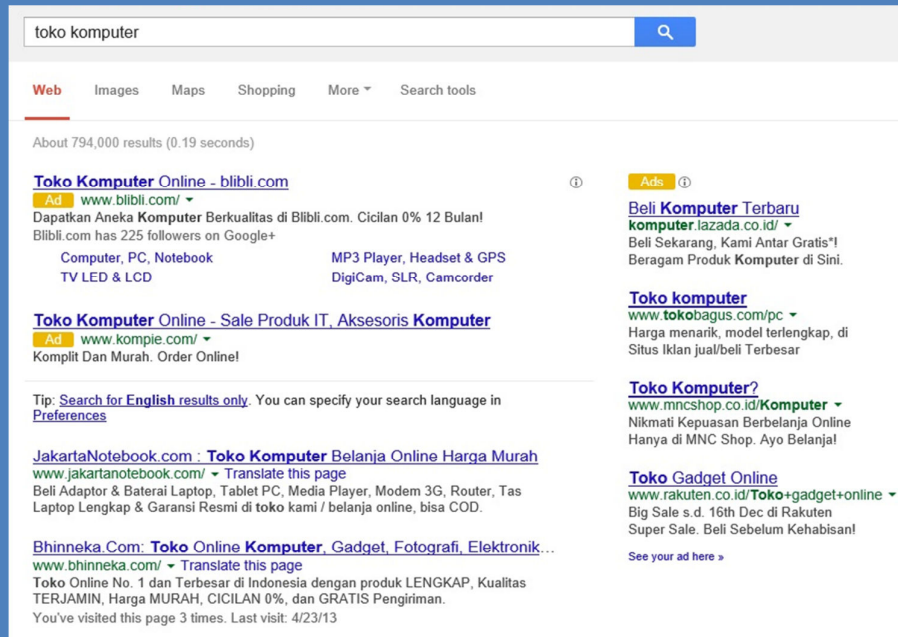 toko komputer
Web Images Maps Shopping More Search tools
About 794,000 results (0.19 seconds)
Toko Komputer Online - blibli.com
Ad www.blibli.com/
Dapatkan Aneka Komputer Berkualitas di Blibli.com. Cicilan 0% 12 Bulan!
Blibli.com has 225 followers on Google+
Computer, PC, Notebook MP3 Player, Headset & GPS
TV LED & LCD DigiCam, SLR, Camcorder
Toko Komputer Online - Sale Produk IT, Aksesoris Komputer
Ad www.kompie.com/
Komplit Dan Murah. Order Online!
Tip: Search for English results only. You can specify your search language in
Preferences
JakartaNotebook.com : Toko Komputer Belanja Online Harga Murah
www.jakartanotebook.com/ Translate this page
Beli Adaptor & Baterai Laptop, Tablet PC, Media Player, Modem 3G, Router, Tas
Laptop Lengkap & Garansi Resmi di toko kami / belanja online, bisa COD.
Bhinneka.Com: Toko Online Komputer, Gadget, Fotografi, Elektronik...
www.bhinneka.com/ Translate this page
Toko Online No. 1 dan Terbesar di Indonesia dengan produk LENGKAP, Kualitas
TERJAMIN, Harga MURAH, CICILAN 0%, dan GRATIS Pengiriman.
You've visited this page 3 times. Last visit: 4/23/13
Ads
Beli Komputer Terbaru
komputer.lazada.co.id/
Beli Sekarang, Kami Antar Gratis*!
Beragam Produk Komputer di Sini.
Toko komputer
www.tokobagus.com/pc
Harga menarik, model terlengkap, di
Situs Iklan jual/beli Terbesar
Toko Komputer?
www.mncshop.co.id/Komputer
Nikmati Kepuasan Berbelanja Online
Hanya di MNC Shop. Ayo Belanja!
Toko Gadget Online
www.rakuten.co.id/Toko+gadget+online
Big Sale s.d. 16th Dec di Rakuten
Super Sale. Beli Sebelum Kehabisan!
See your ad here »